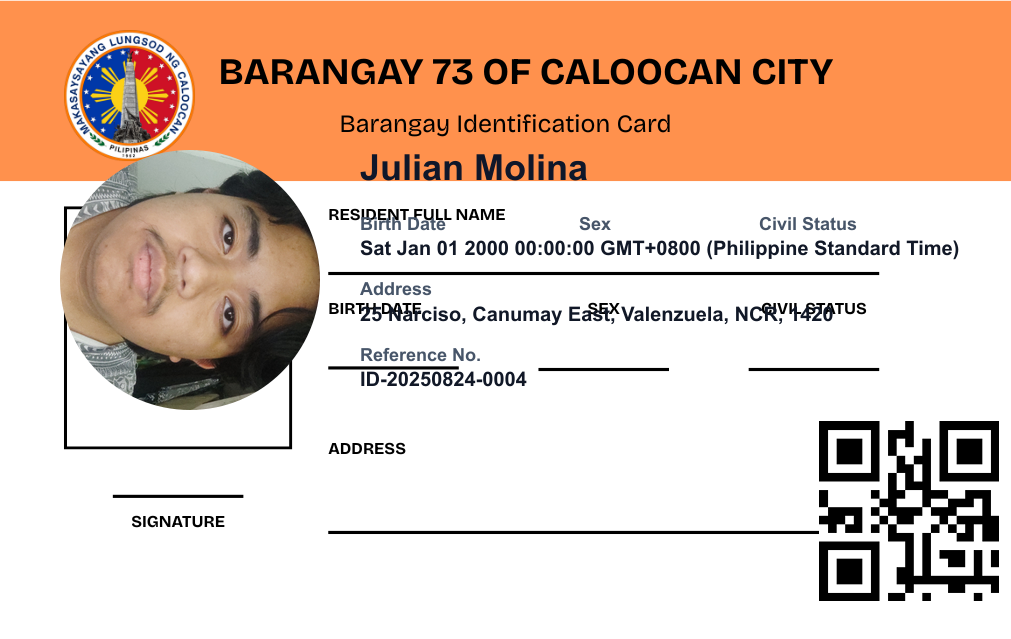 MAKASAYSAYANG LUNGSOD NG CALOOCAN
PILIPINAS
1962
BARANGAY 73 OF CALOOCAN CITY
Barangay Identification Card
Julian Molina
RESIDENT FULL NAME
Birth Date Sex Civil Status
Sat Jan 01 2000 00:00:00 GMT+0800 (Philippine Standard Time)
Address
BIRTH DATE SEX CIVIL STATUS
25 Narciso, Canumay East, Valenzuela, NCR, 1420
Reference No.
ID-20250824-0004
ADDRESS
SIGNATURE